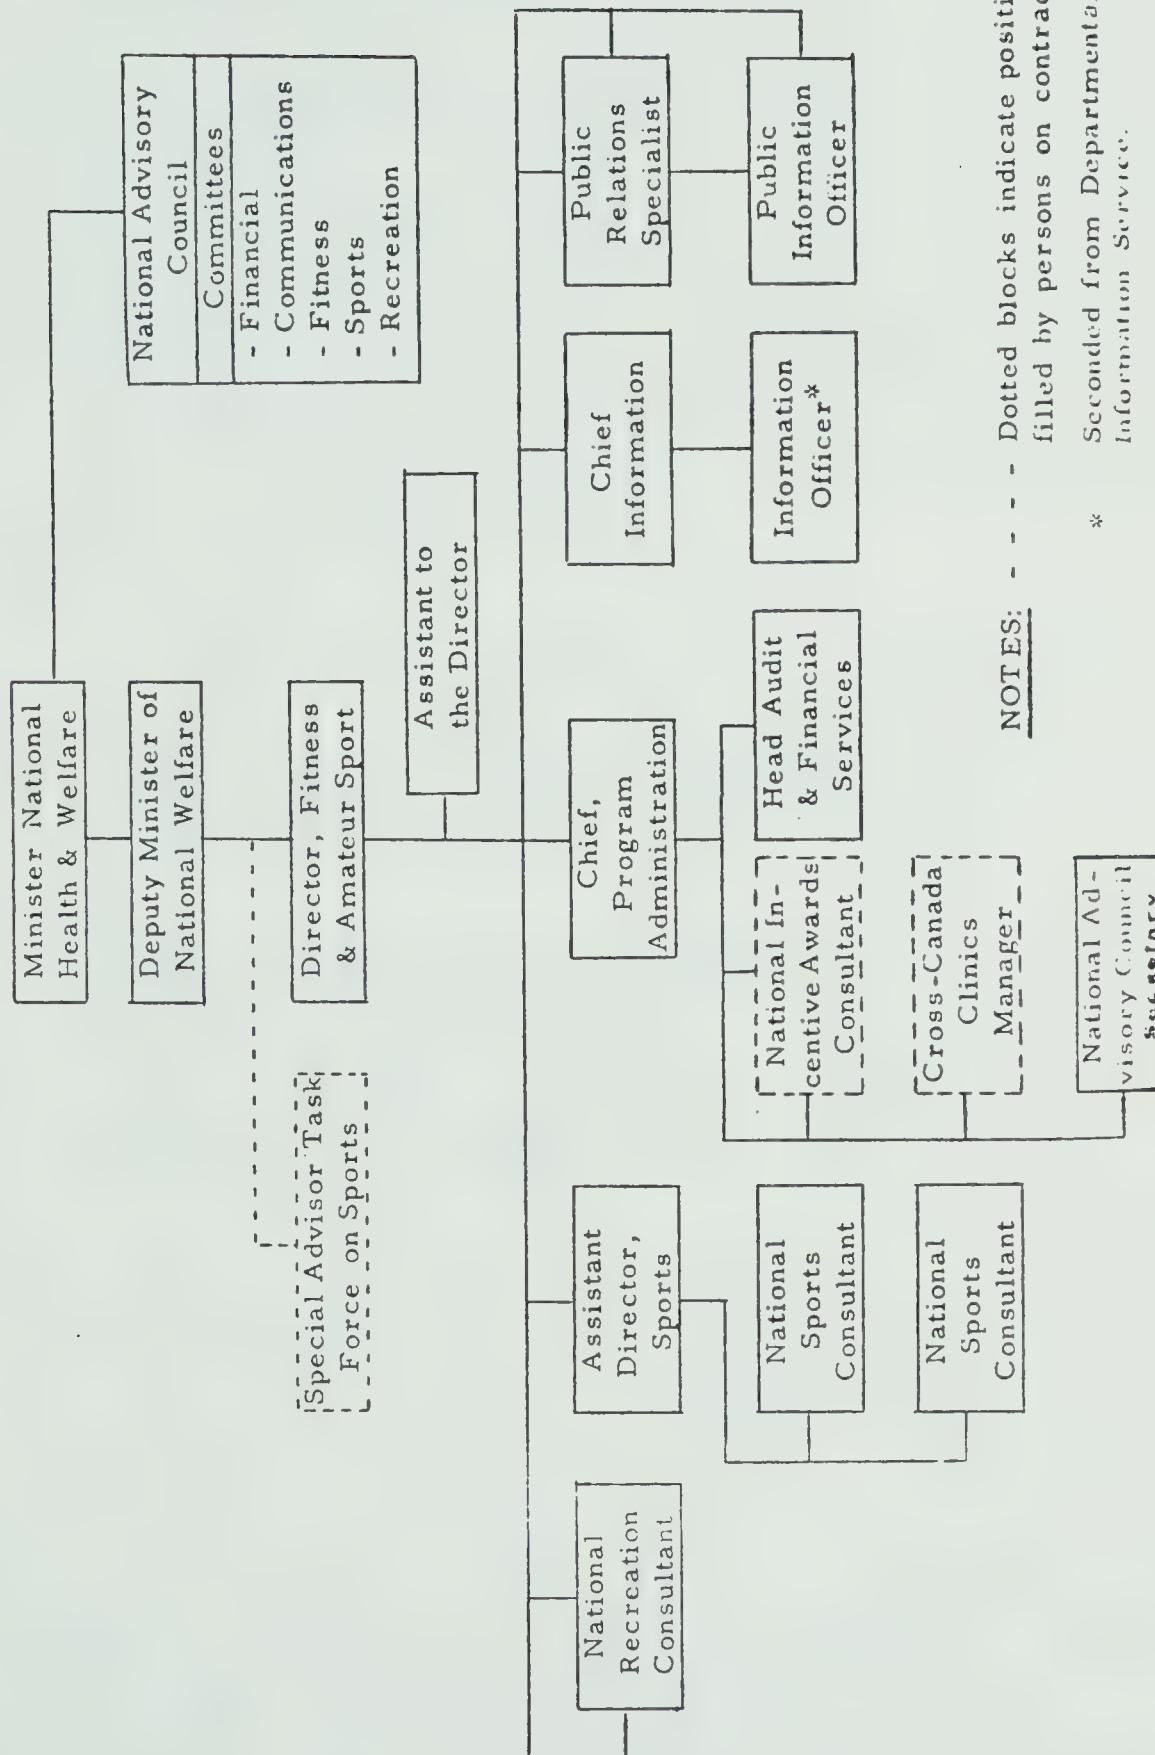 Minister National
Health & Welfare
National Advisory
Council
Committees
- Financial
- Communications
- Fitness
- Sports
- Recreation
Deputy Minister of
National Welfare
Special Advisor Task
Force on Sports
Director, Fitness
& Amateur Sport
Assistant to
the Director
National
Recreation
Consultant
Assistant
Director,
Sports
National
Sports
Consultant
National
Sports
Consultant
Chief,
Program
Administration
National In-
centive Awards
Consultant
Head Audit
& Financial
Services
Cross-Canada
Clinics
Manager
National Ad-
visory Council
Chief
Information
Information
Officer*
Public
Relations
Specialist
Public
Information
Officer
NOTES: - - - Dotted blocks indicate positi
filled by persons on contrac
* Seconded from Departmenta
Information Service.